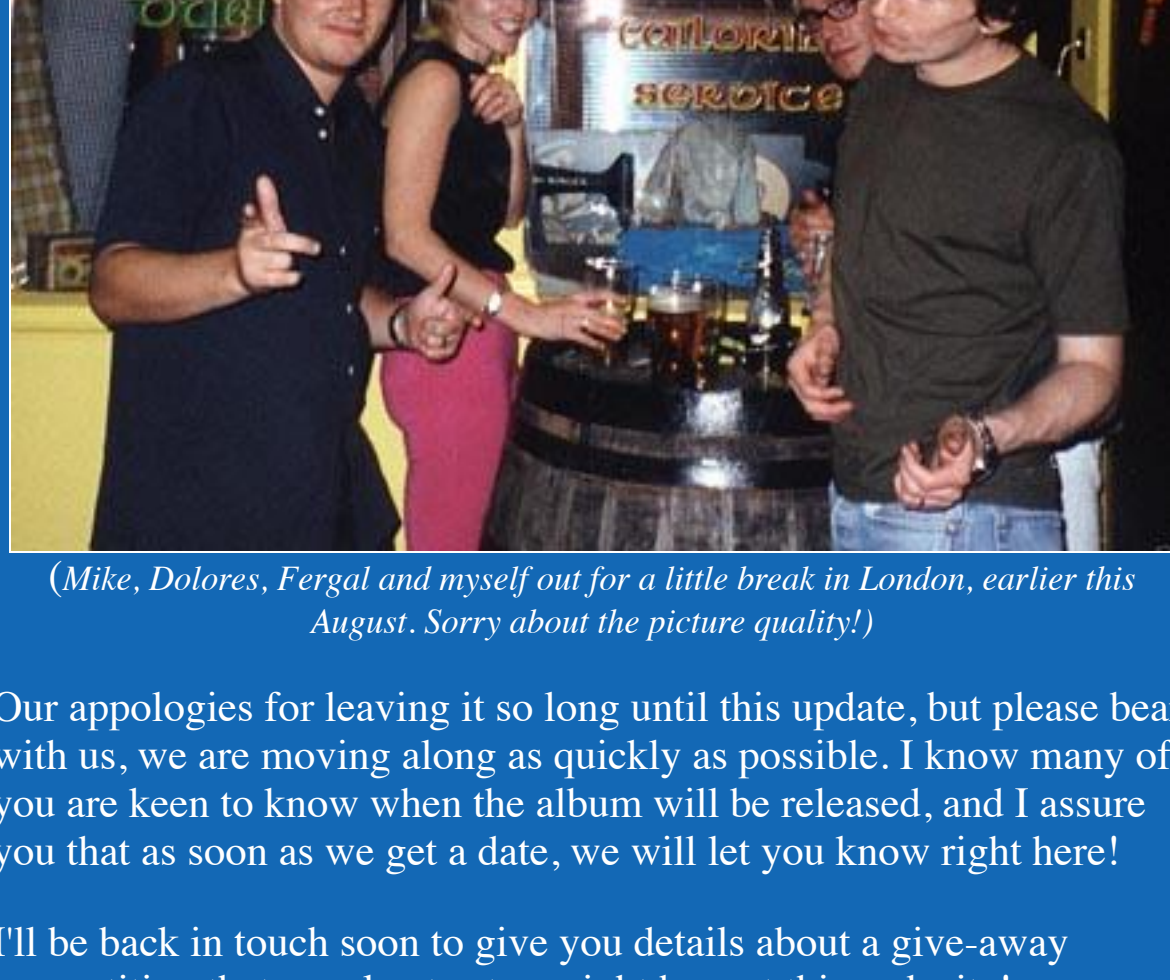 TAILORING
SERVICE
(Mike, Dolores, Fergal and myself out for a little break in London, earlier this
August. Sorry about the picture quality!)
Our appologies for leaving it so long until this update, but please bear
with us, we are moving along as quickly as possible. I know many of
you are keen to know when the album will be released, and I assure
you that as soon as we get a date, we will let you know right here!
I'll be back in touch soon to give you details about a give-away